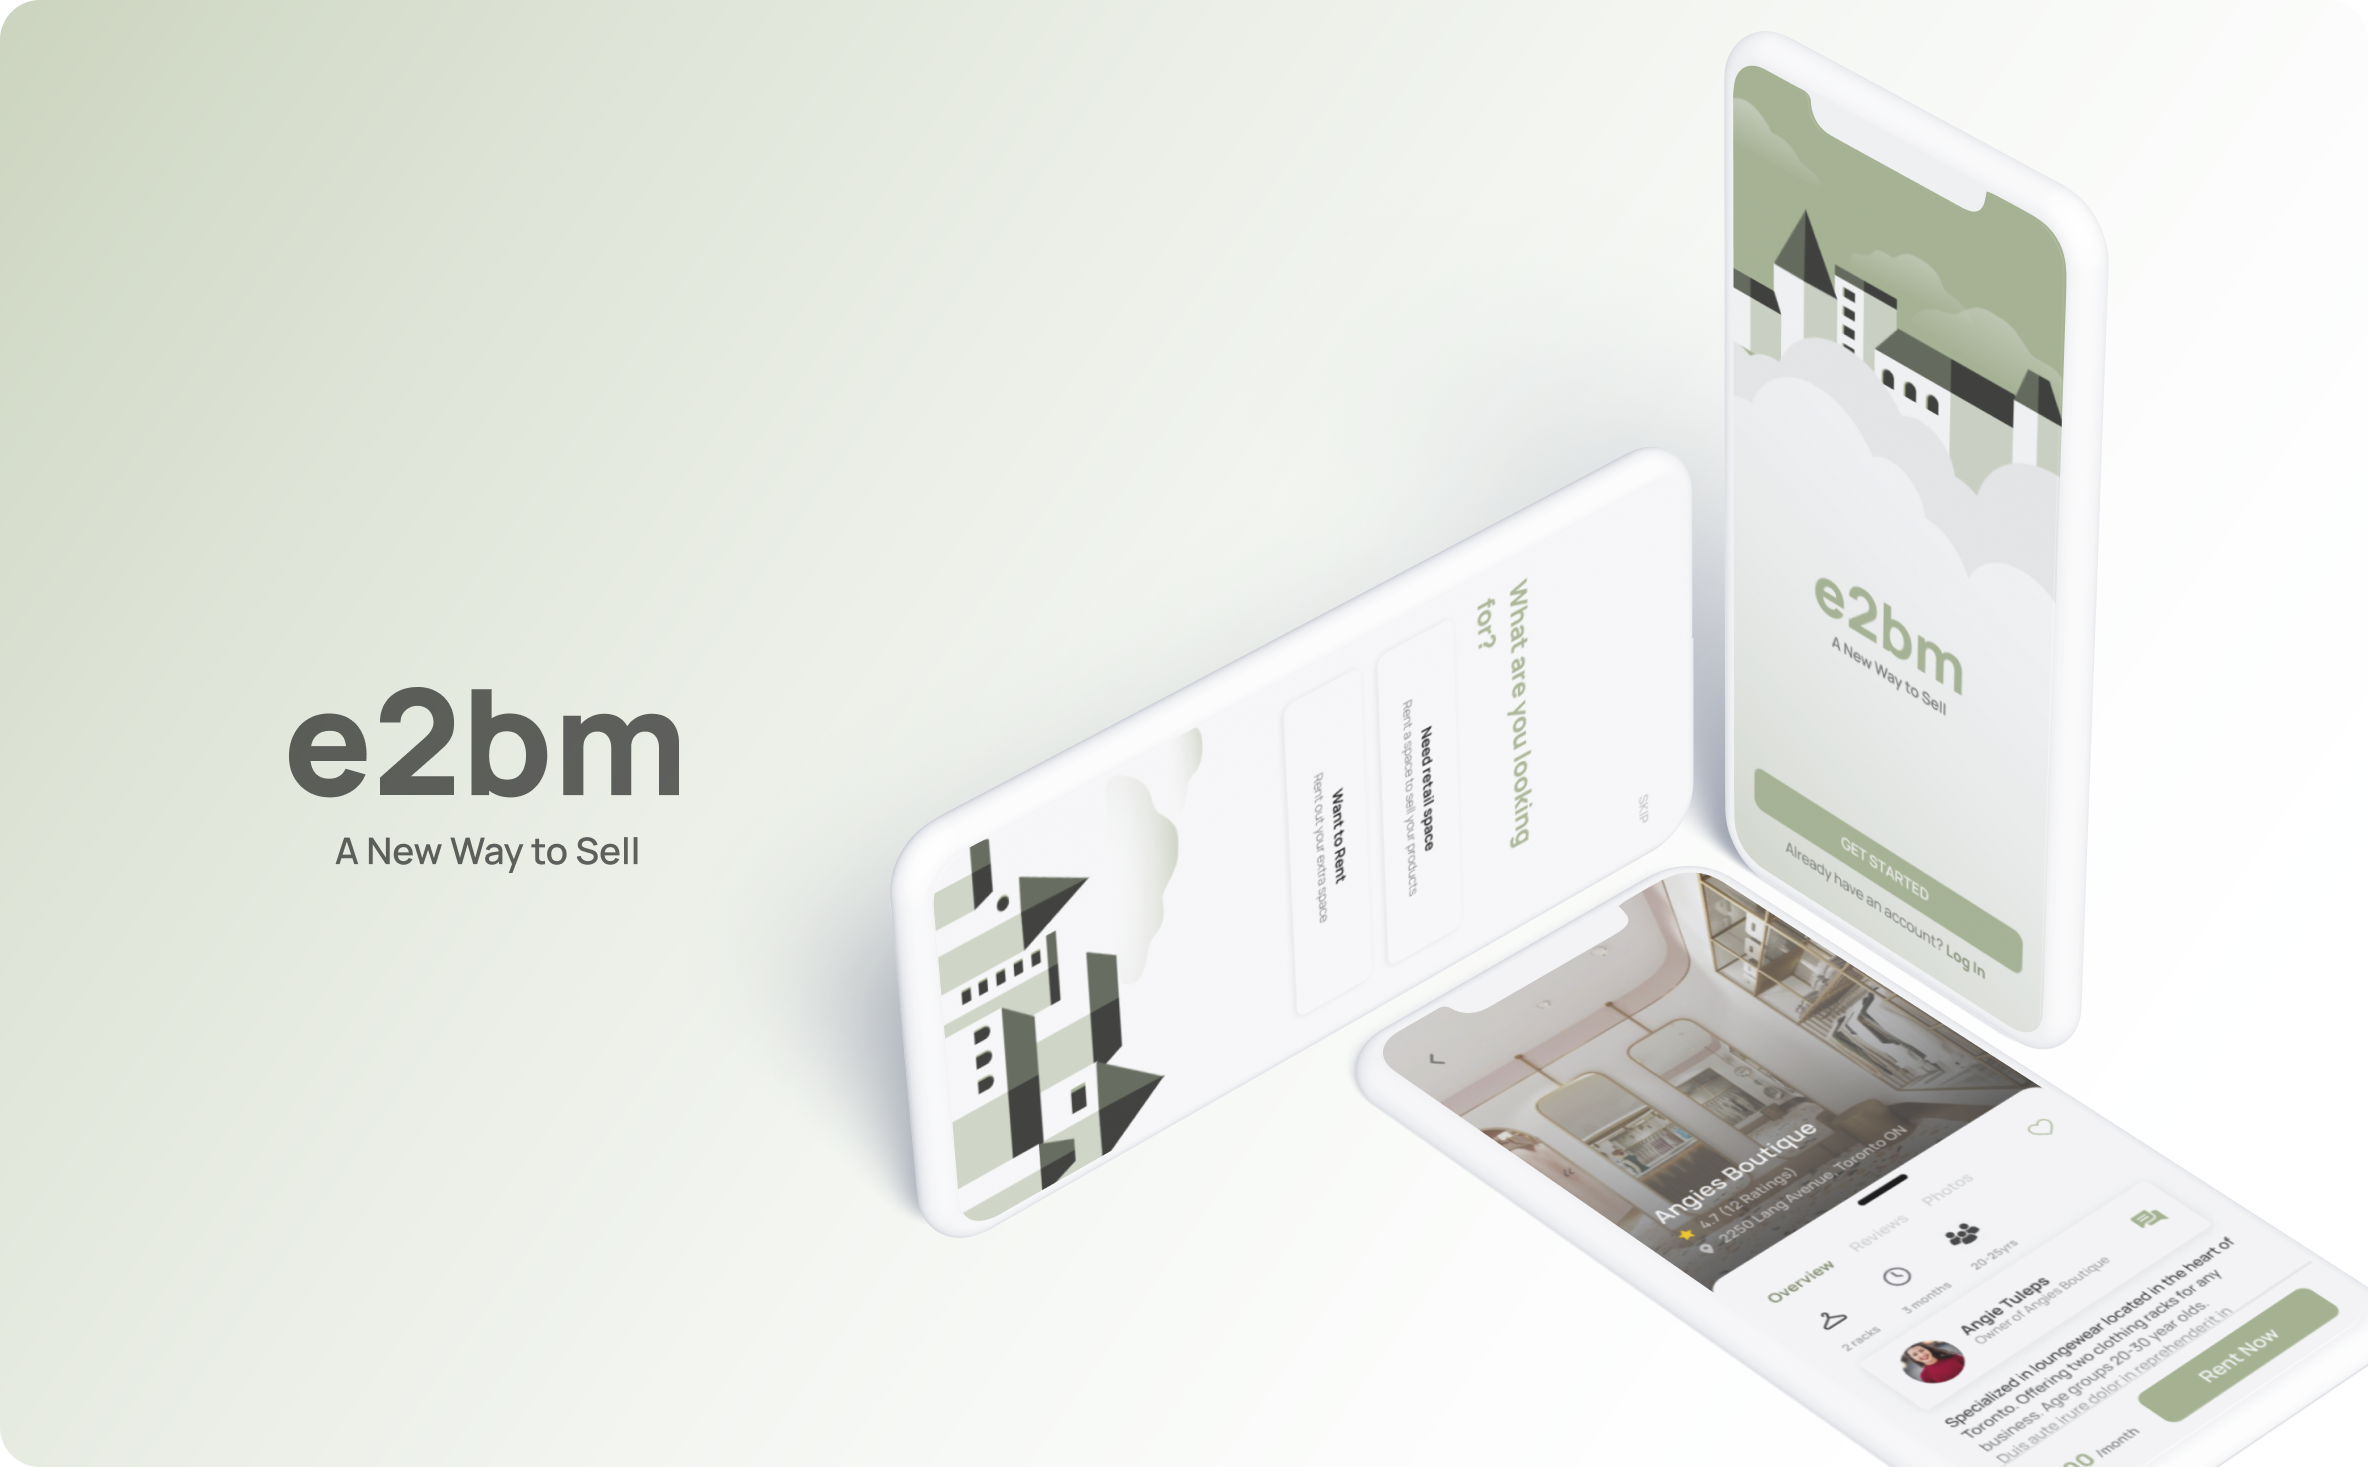 e2bm
A New Way to Sell
SKIP
What are you looking
for?
Need retail space
Rent a space to sell your products
Want to Rent
Rent out your extra space
e2bm
A New Way to Sell
GET STARTED
Already have an account? Log In
Angies Boutique
4.7 (12 Ratings)
2250 Lang Avenue, Toronto ON
Overview Reviews Photos
2 racks 3 months 20-25yrs
Angie Tuleps
Owner of Angies Boutique
Specialized in loungewear located in the heart of
Toronto. Offering two clothing racks for any
business. Age groups 20-30 year olds.
Duis aute irure dolor in reprehenderit in
/month
Rent Now